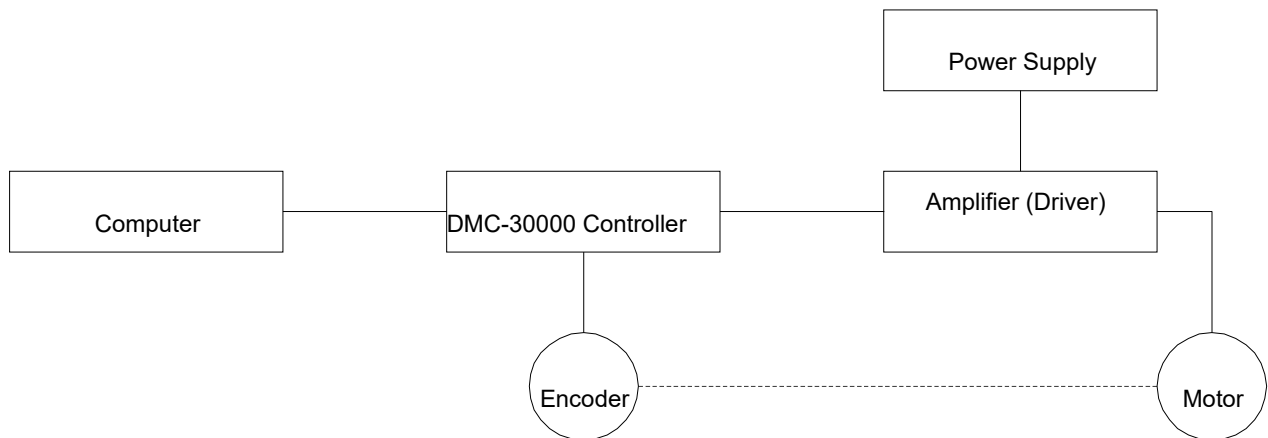 Power Supply
Computer
DMC-30000 Controller
Amplifier (Driver)
Encoder
Motor